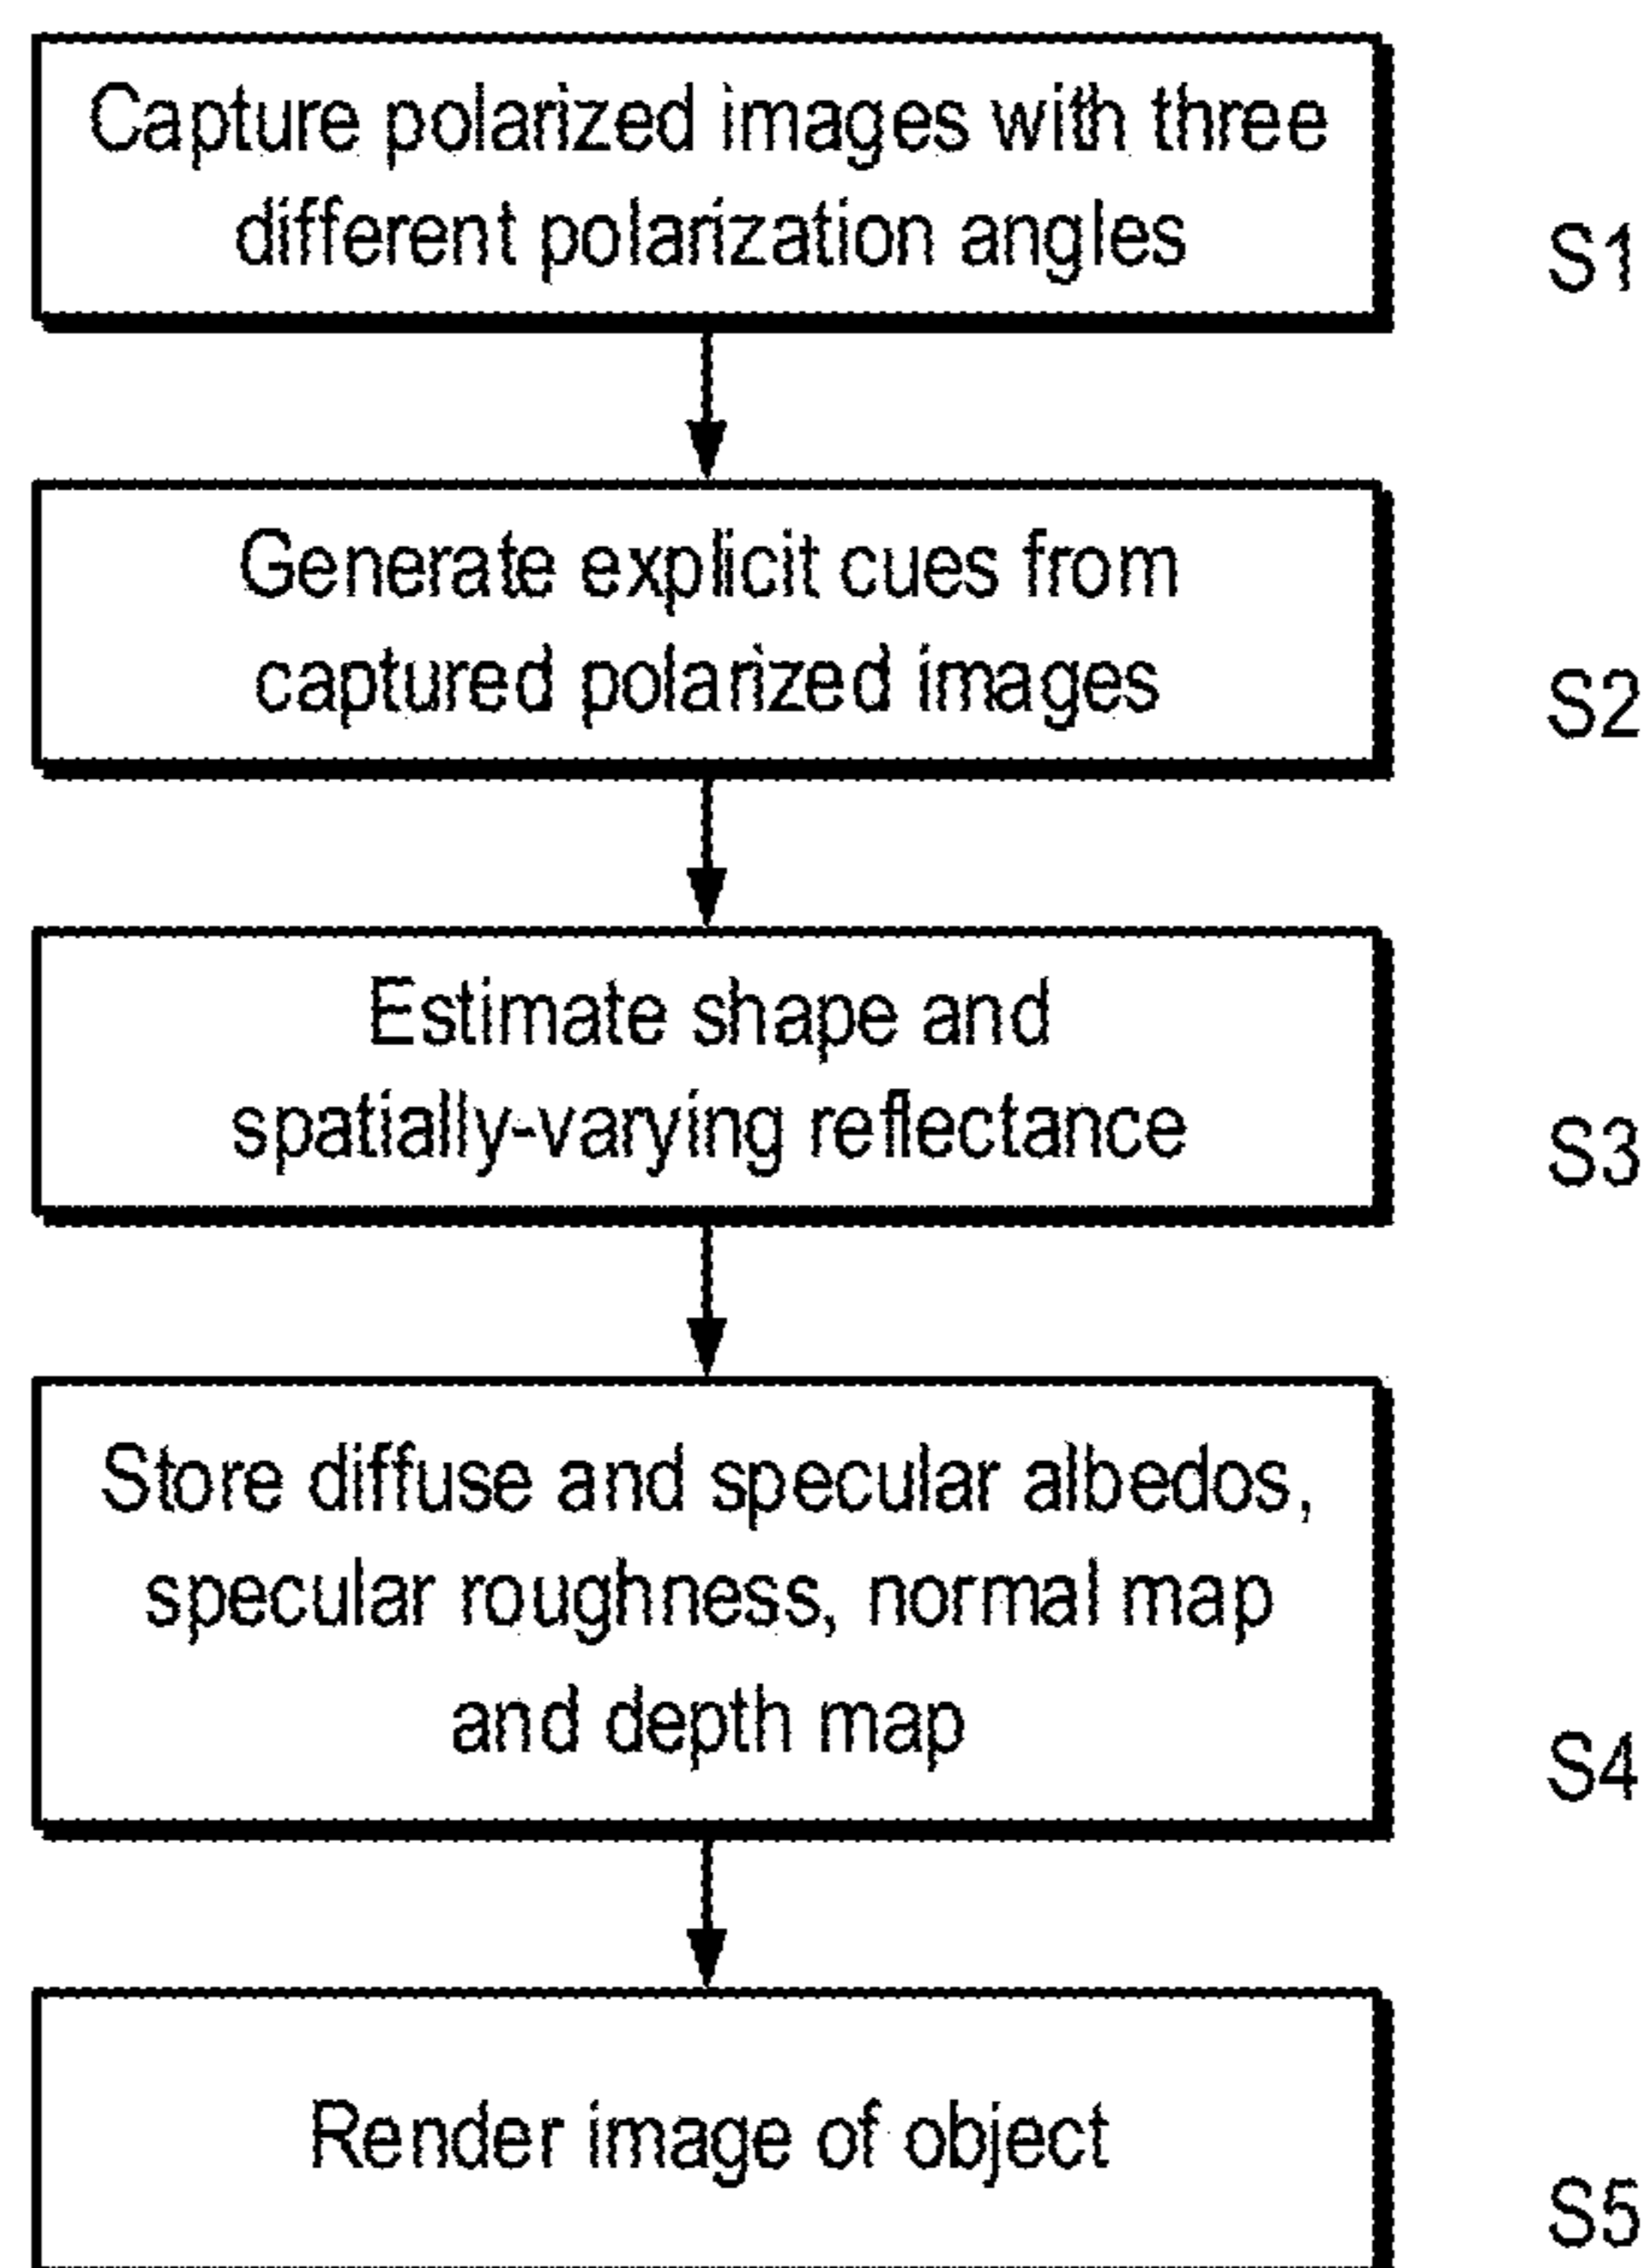 Capture polarized images with three
different polarization angles
S1
Generate explicit cues from
captured polarized images
S2
Estimate shape and
spatially-varying reflectance
S3
Store diffuse and specular albedos,
specular roughness, normal map
and depth map
S4
Render image of object
S5